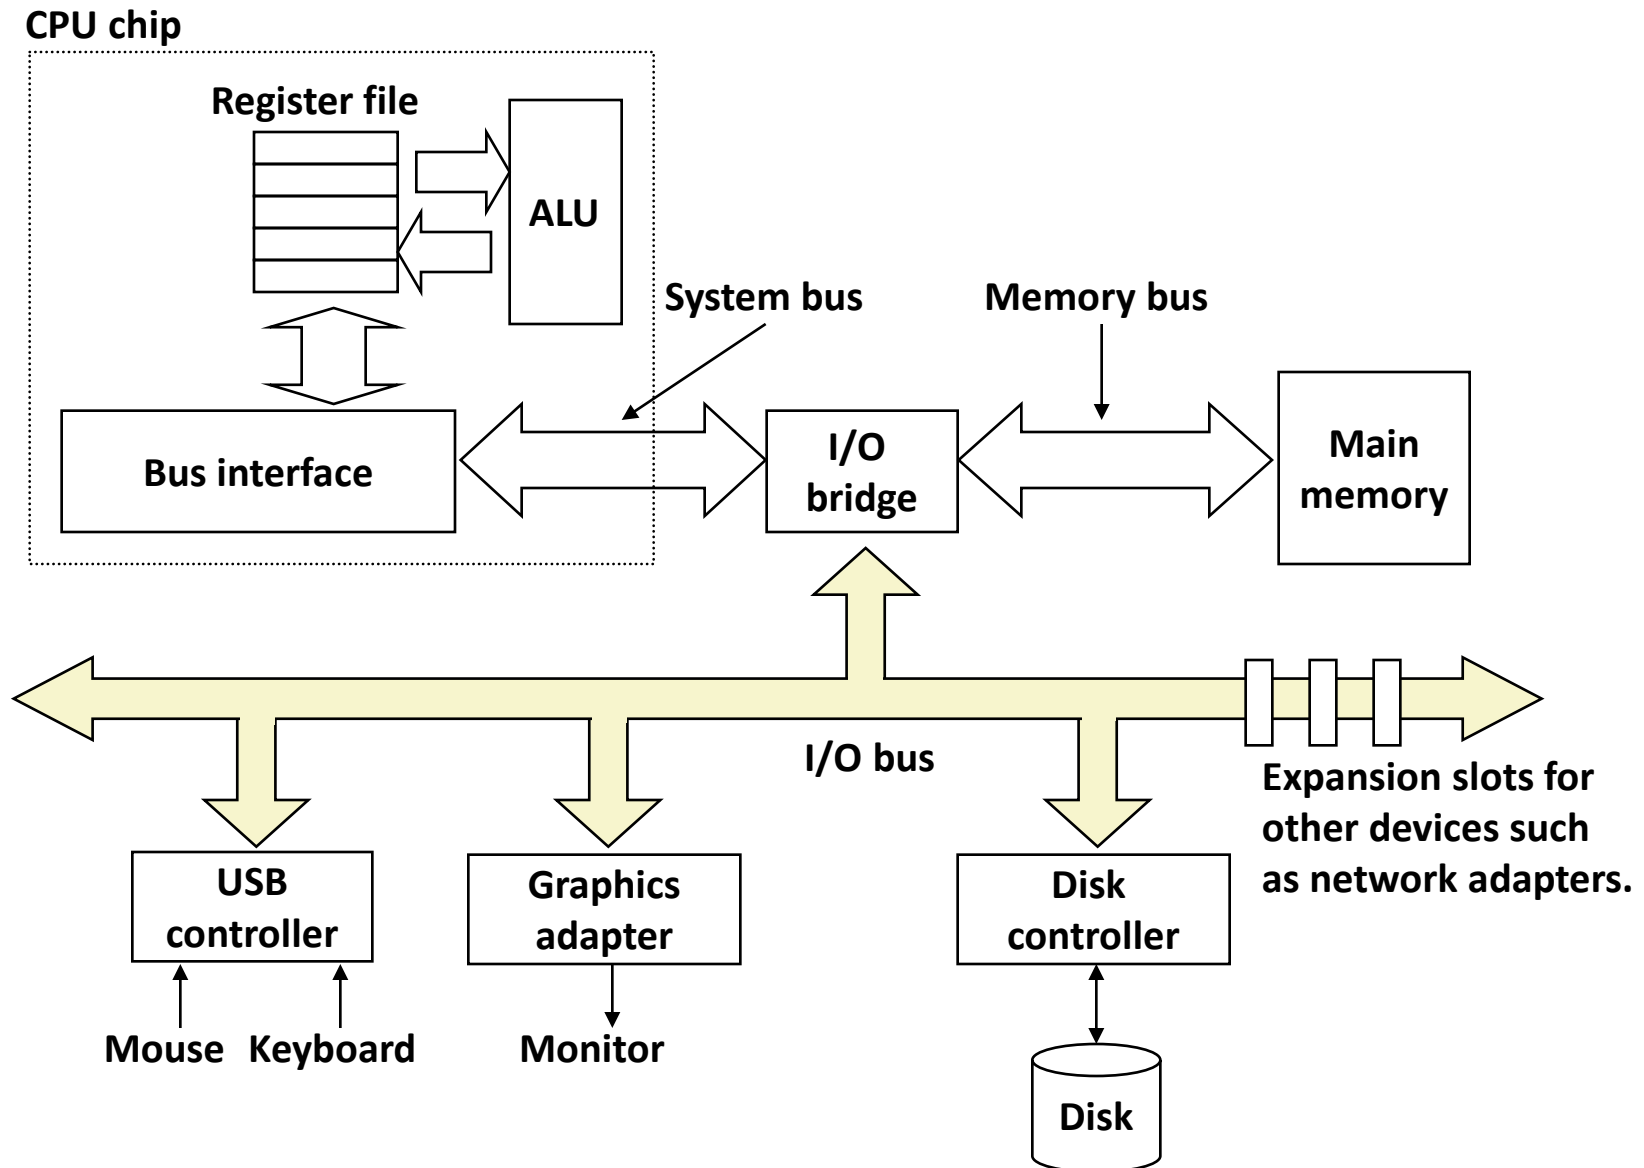 CPU chip
Register file
ALU
System bus
Memory bus
Bus interface
I/O
bridge
Main
memory
I/O bus
Expansion slots for
other devices such
as network adapters.
USB
controller
Graphics
adapter
Disk
controller
Mouse
Keyboard
Monitor
Disk